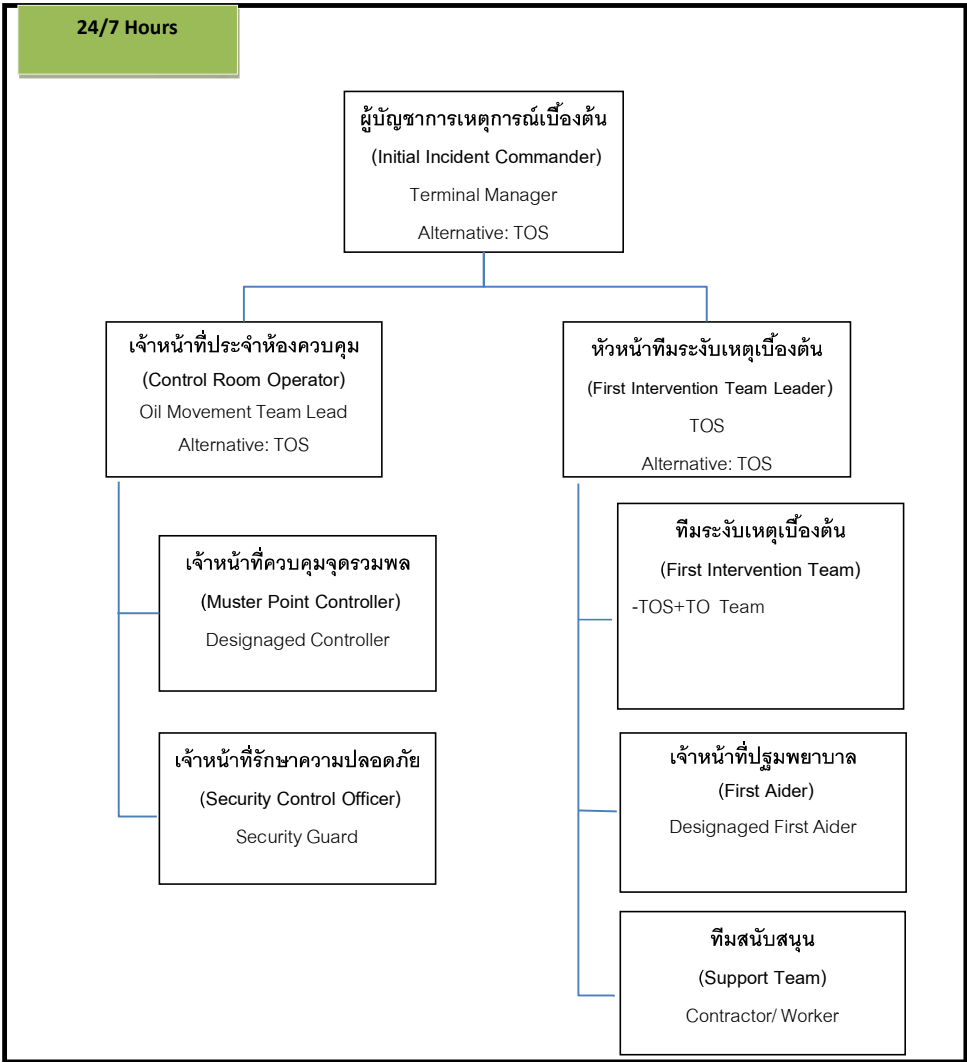 24/7 Hours
ผู้บัญชาการเหตุการณ์เบื้องต้น
(Initial Incident Commander)
Terminal Manager
Alternative: TOS
เจ้าหน้าที่ประจำห้องควบคุม
(Control Room Operator)
Oil Movement Team Lead
Alternative: TOS
เจ้าหน้าที่ควบคุมจุดรวมพล
(Muster Point Controller)
Designaged Controller
เจ้าหน้าที่รักษาความปลอดภัย
(Security Control Officer)
Security Guard
หัวหน้าทีมระงับเหตุเบื้องต้น
(First Intervention Team Leader)
TOS
Alternative: TOS
ทีมระงับเหตุเบื้องต้น
(First Intervention Team)
-TOS+TO Team
เจ้าหน้าที่ปฐมพยาบาล
(First Aider)
Designaged First Aider
ทีมสนับสนุน
(Support Team)
Contractor/ Worker